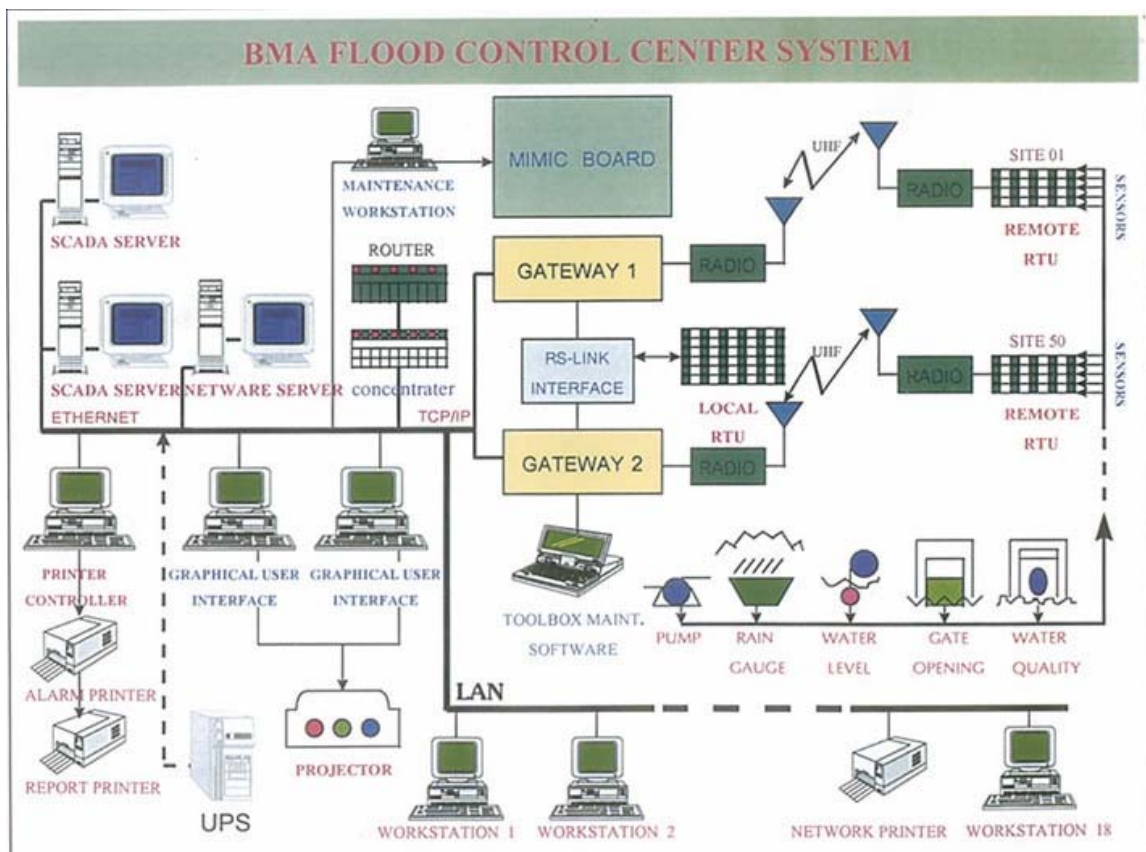 BMA FLOOD CONTROL CENTER SYSTEM
SCADA SERVER
MAINTENANCE
WORKSTATION
MIMIC BOARD
UHF
RADIO
SITE 01
REMOTE
RTU
SENSORS
ROUTER
GATEWAY 1
RADIO
SCADA SERVER
NETWARE SERVER
concentrater
RS-LINK
INTERFACE
LOCAL
RTU
UHF
RADIO
SITE 50
REMOTE
RTU
SENSORS
ETHERNET
TCP/IP
GATEWAY 2
RADIO
PRINTER
CONTROLLER
GRAPHICAL USER
INTERFACE
GRAPHICAL USER
INTERFACE
TOOLBOX MAINT.
SOFTWARE
PUMP
RAIN
GAUGE
WATER
LEVEL
GATE
OPENING
WATER
QUALITY
ALARM PRINTER
REPORT PRINTER
UPS
PROJECTOR
LAN
WORKSTATION 1
WORKSTATION 2
NETWORK PRINTER
WORKSTATION 18